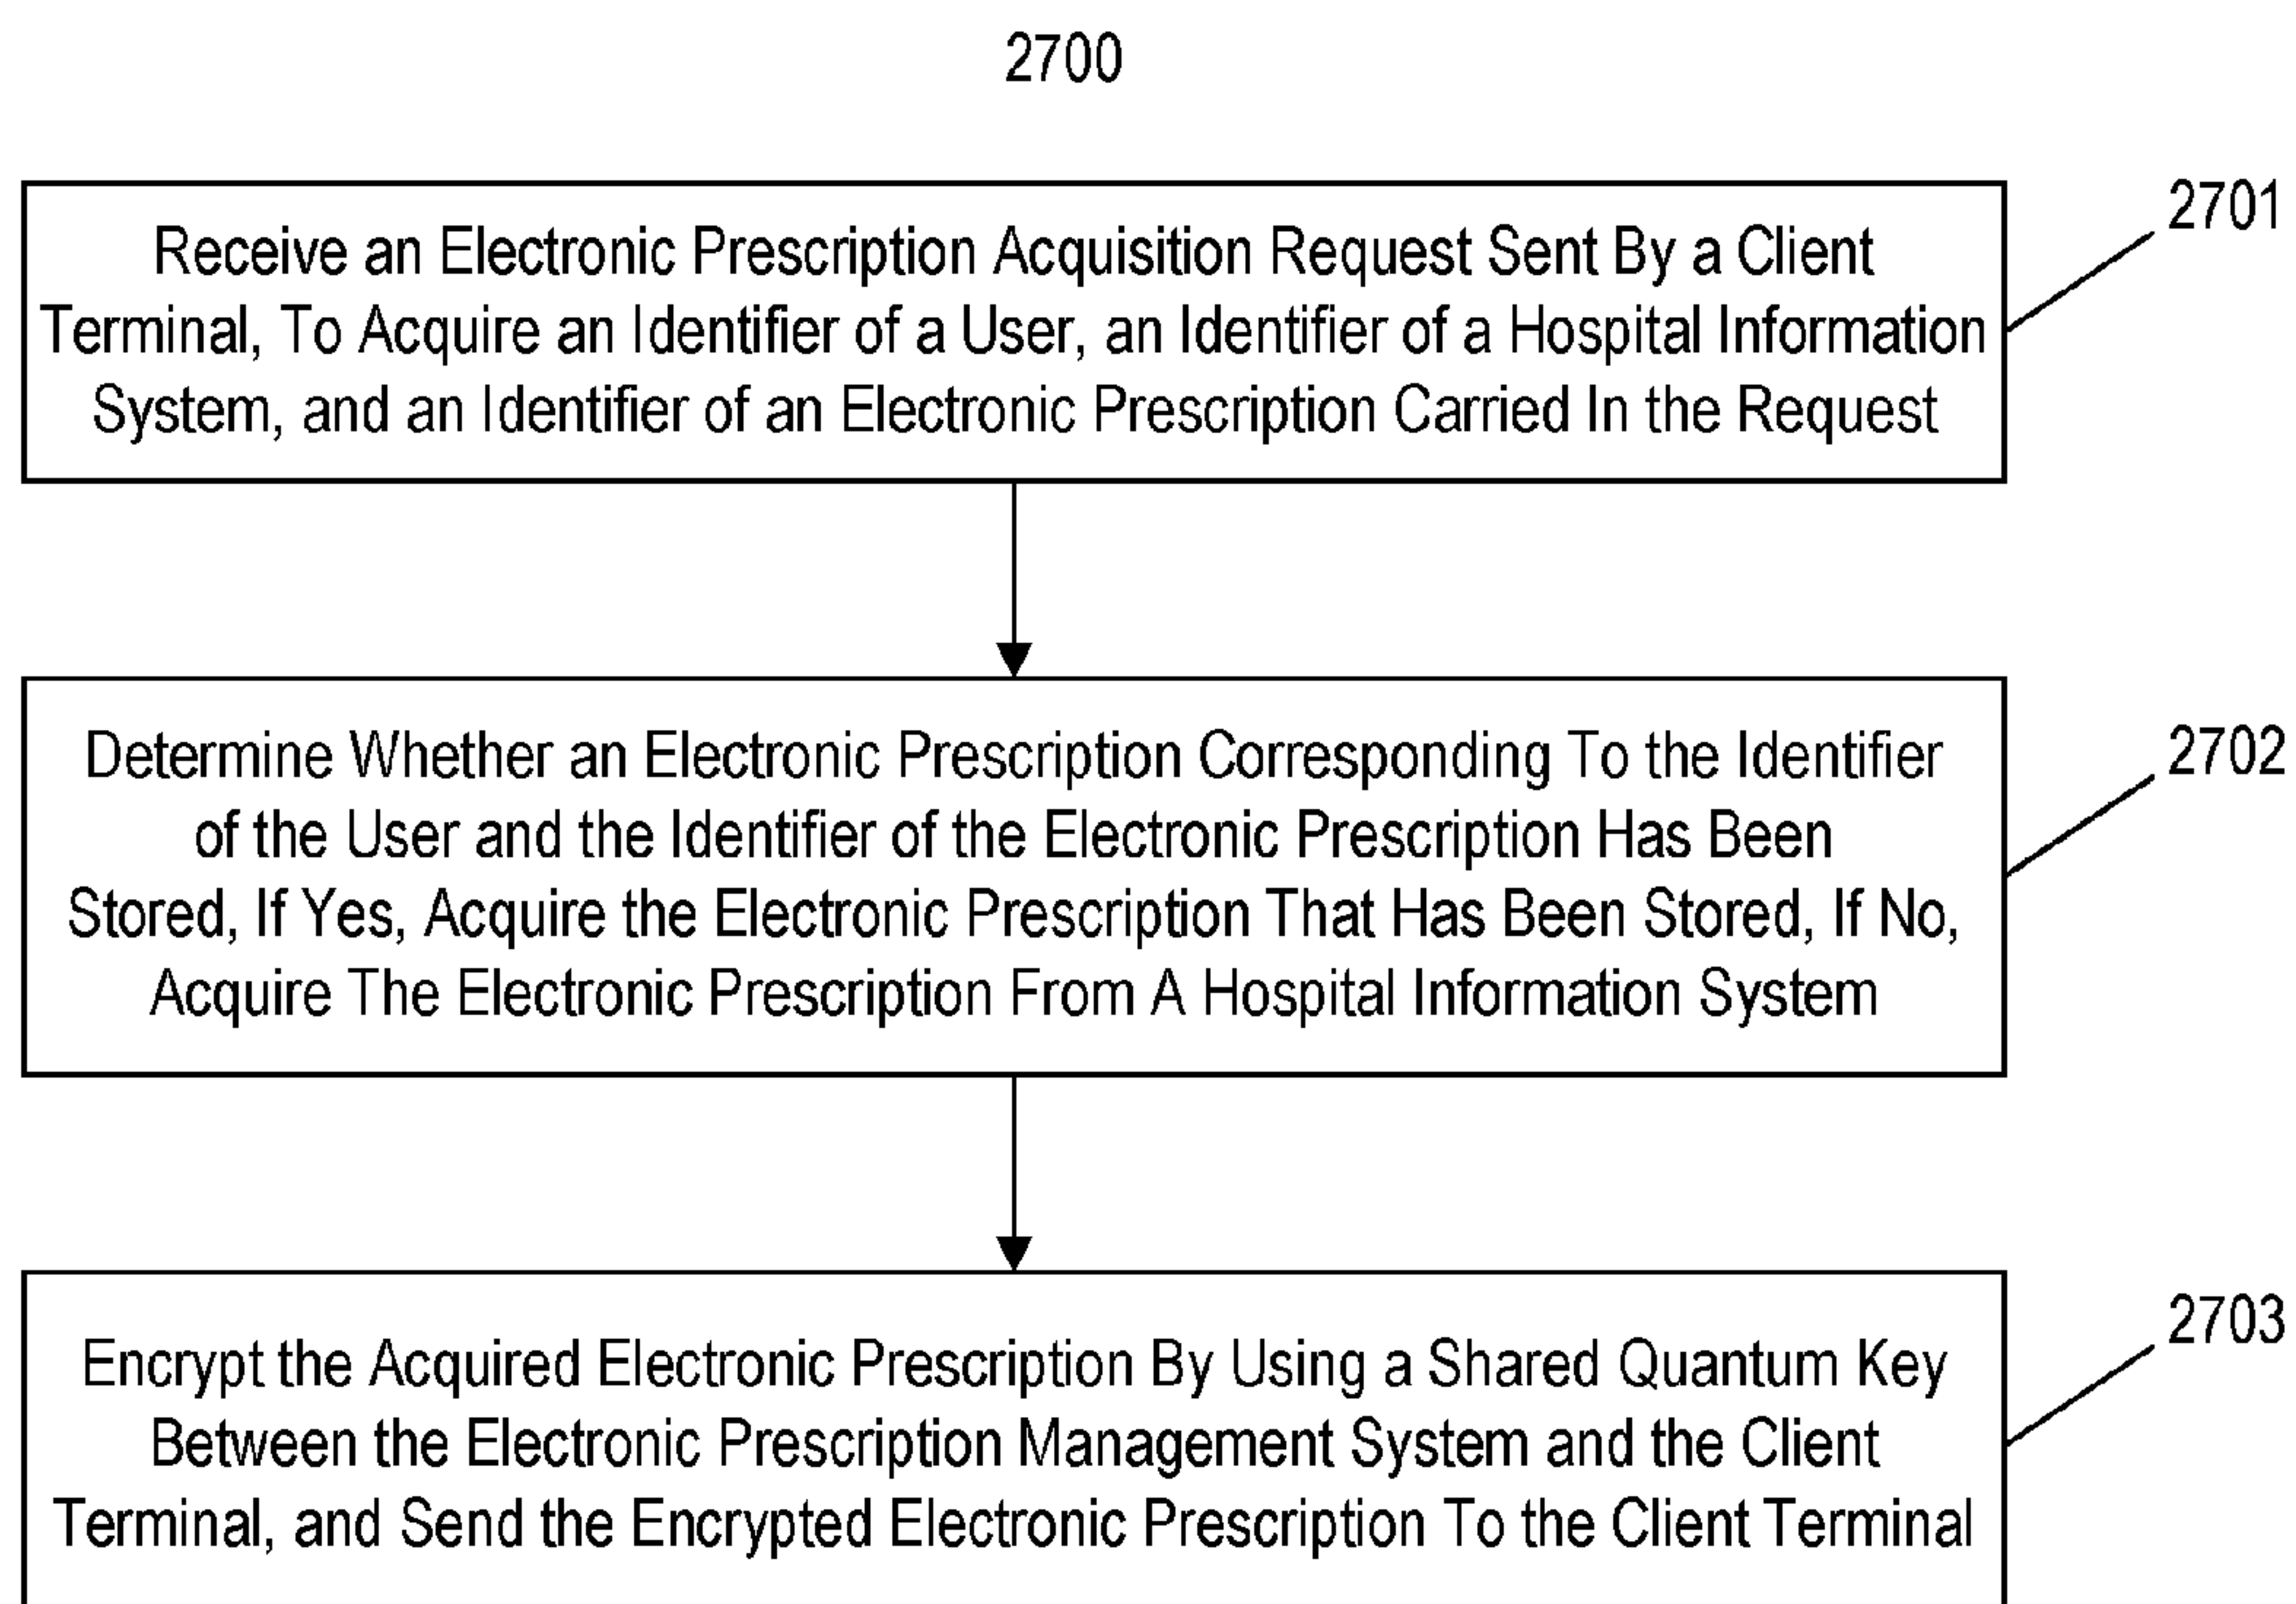 2700
Receive an Electronic Prescription Acquisition Request Sent By a Client
Terminal, To Acquire an Identifier of a User, an Identifier of a Hospital Information
System, and an Identifier of an Electronic Prescription Carried In the Request
2701
Determine Whether an Electronic Prescription Corresponding To the Identifier
of the User and the Identifier of the Electronic Prescription Has Been
Stored, If Yes, Acquire the Electronic Prescription That Has Been Stored, If No,
Acquire The Electronic Prescription From A Hospital Information System
2702
Encrypt the Acquired Electronic Prescription By Using a Shared Quantum Key
Between the Electronic Prescription Management System and the Client
Terminal, and Send the Encrypted Electronic Prescription To the Client Terminal
2703